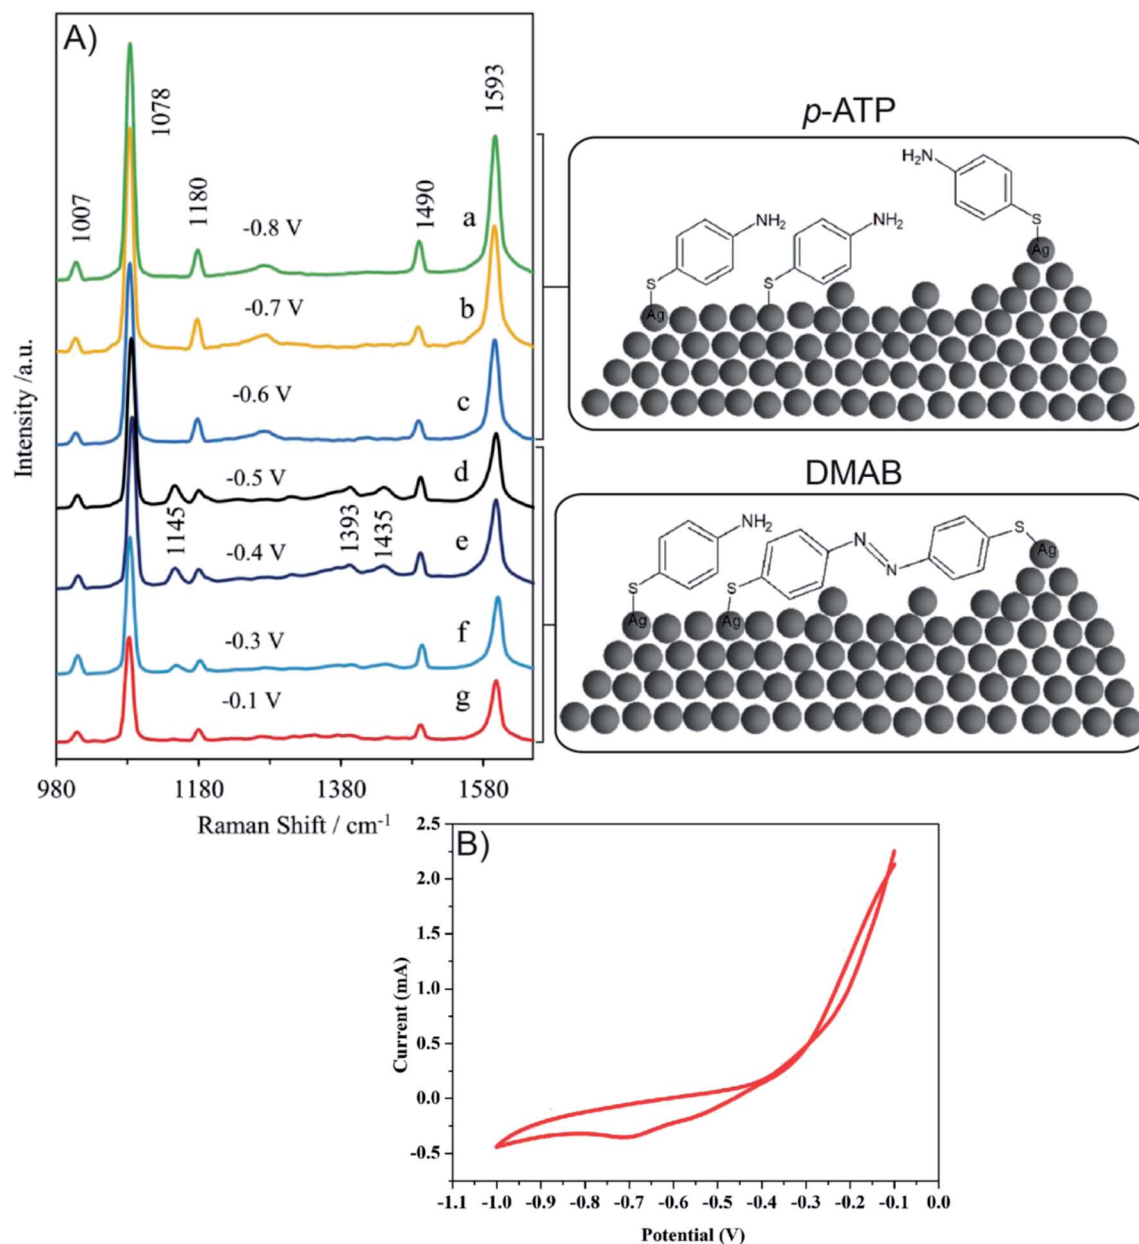 A)
1007
1078
1180
1490
1593
-0.8 V
a
-0.7 V
b
-0.6 V
c
-0.5 V
d
1145
1393
1435
-0.4 V
e
-0.3 V
f
-0.1 V
g
Intensity /a.u.
980 1180 1380 1580
Raman Shift / cm-1
p-ATP
H2N
S
Ag
NH2
NH2
S
S
Ag
DMAB
NH2
N
N
S
Ag
S
S
Ag
Ag
B)
2.5
2.0
1.5
1.0
0.5
0.0
-0.5
Current (mA)
-1.1 -1.0 -0.9 -0.8 -0.7 -0.6 -0.5 -0.4 -0.3 -0.2 -0.1 0.0
Potential (V)